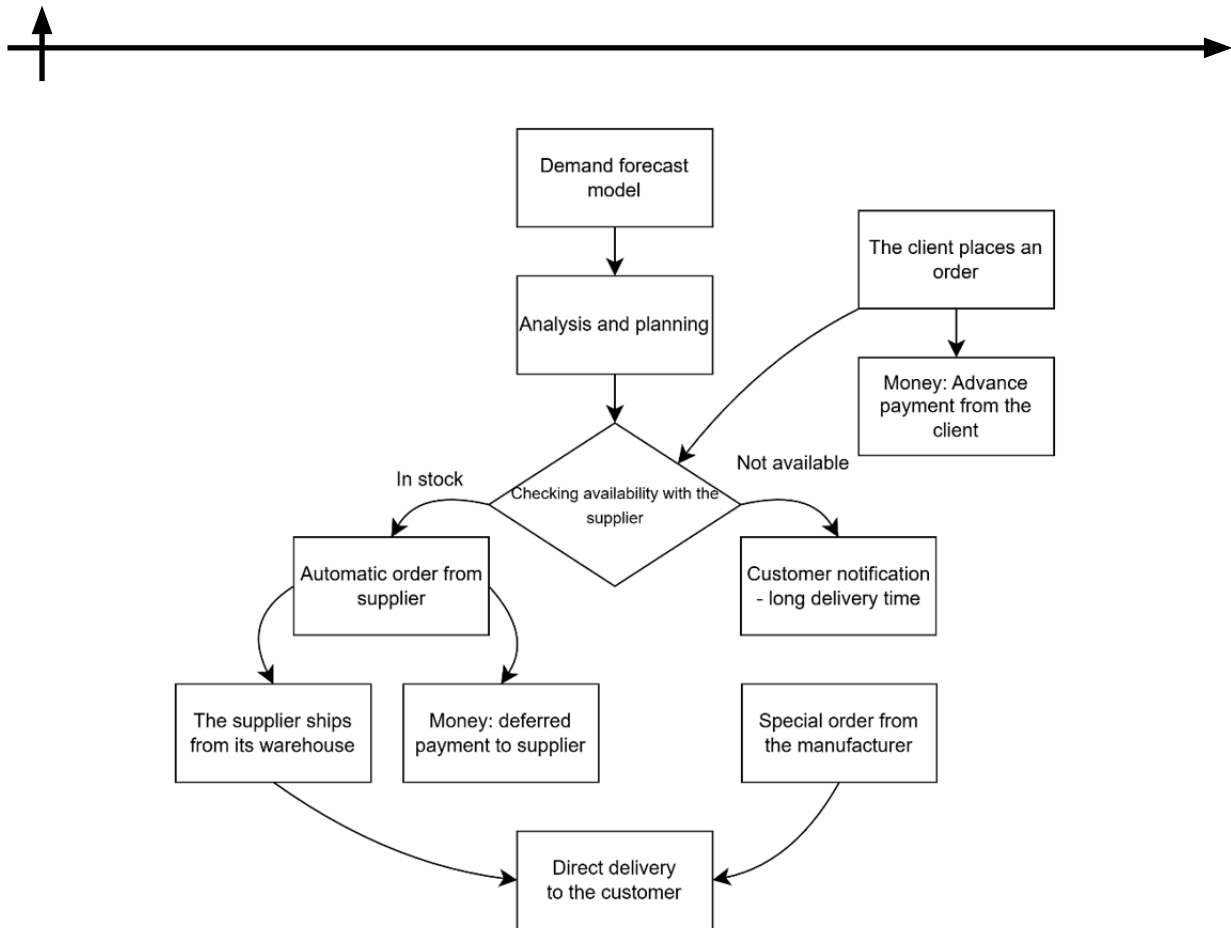 Demand forecast
model
The client places an
order
Analysis and planning
Money: Advance
payment from the
client
Not available
In stock
Checking availability with the
supplier
Automatic order from
supplier
Customer notification
- long delivery time
The supplier ships
from its warehouse
Money: deferred
payment to supplier
Special order from
the manufacturer
Direct delivery
to the customer